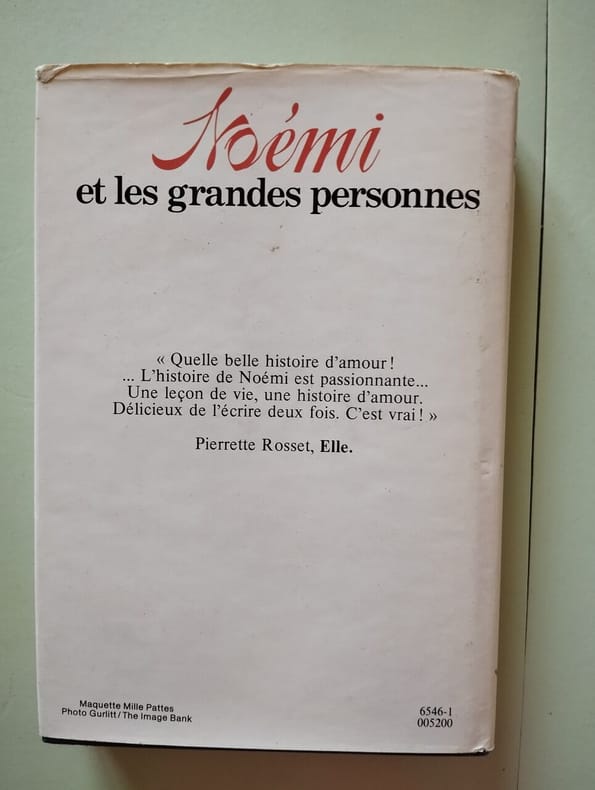 Noémi
et les grandes personnes
« Quelle belle histoire d'amour !
... L'histoire de Noémi est passionnante...
Une leçon de vie, une histoire d'amour.
Délicieux de l'écrire deux fois. C'est vrai ! »
Pierrette Rosset, Elle.
Maquette Mille Pattes
Photo Gurlitt / The Image Bank
6546-1
005200